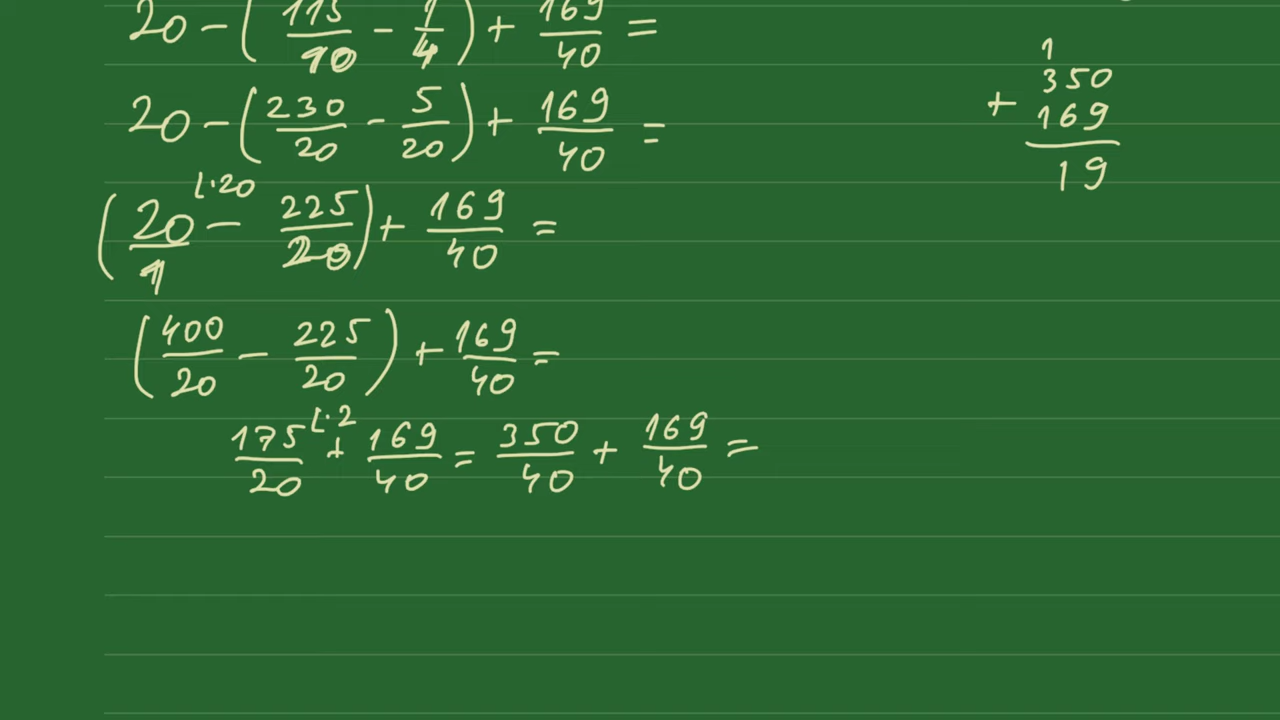 20 − (115/10 − 1/4) + 169/40 =
20 − (230/20 − 5/20) + 169/40 =
(20/1 − 225/20) + 169/40 =
(400/20 − 225/20) + 169/40 =
175/20 + 169/40 = 350/40 + 169/40 =
1
350
+ 169
19